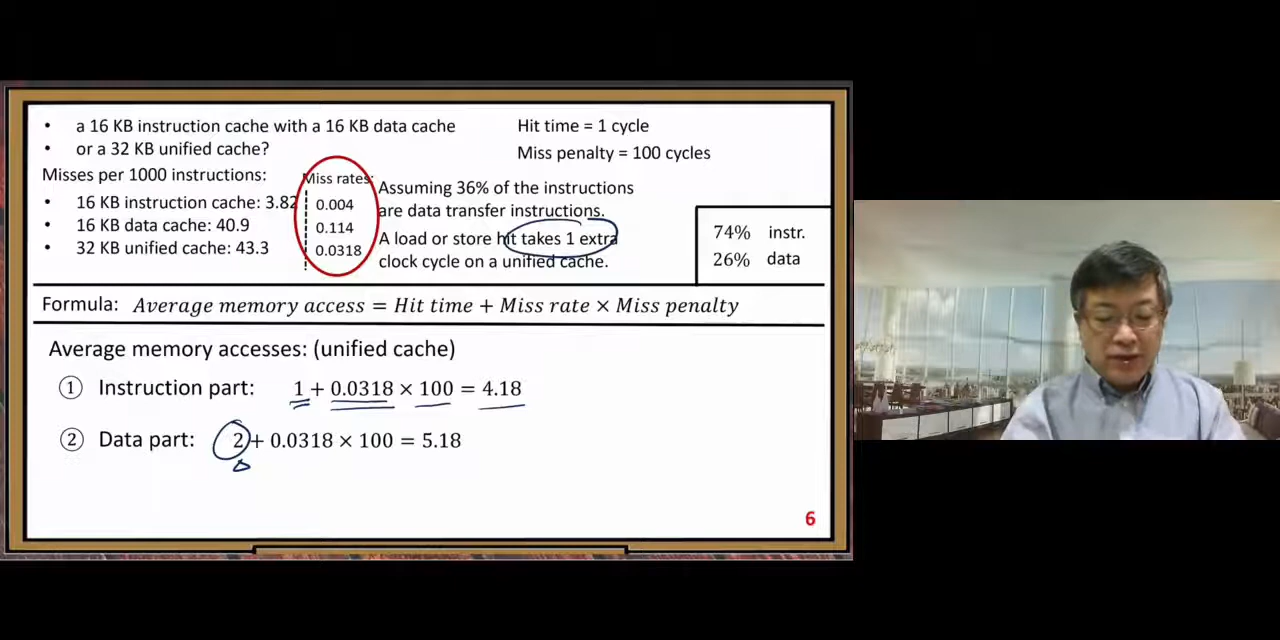 • a 16 KB instruction cache with a 16 KB data cache
• or a 32 KB unified cache?
Hit time = 1 cycle
Miss penalty = 100 cycles
Misses per 1000 instructions:
• 16 KB instruction cache: 3.82
• 16 KB data cache: 40.9
• 32 KB unified cache: 43.3
Miss rates:
0.004
0.114
0.0318
Assuming 36% of the instructions
are data transfer instructions.
A load or store hit takes 1 extra
clock cycle on a unified cache.
74% instr.
26% data
Formula: Average memory access = Hit time + Miss rate × Miss penalty
Average memory accesses: (unified cache)
① Instruction part: 1 + 0.0318 × 100 = 4.18
② Data part: 2 + 0.0318 × 100 = 5.18
6